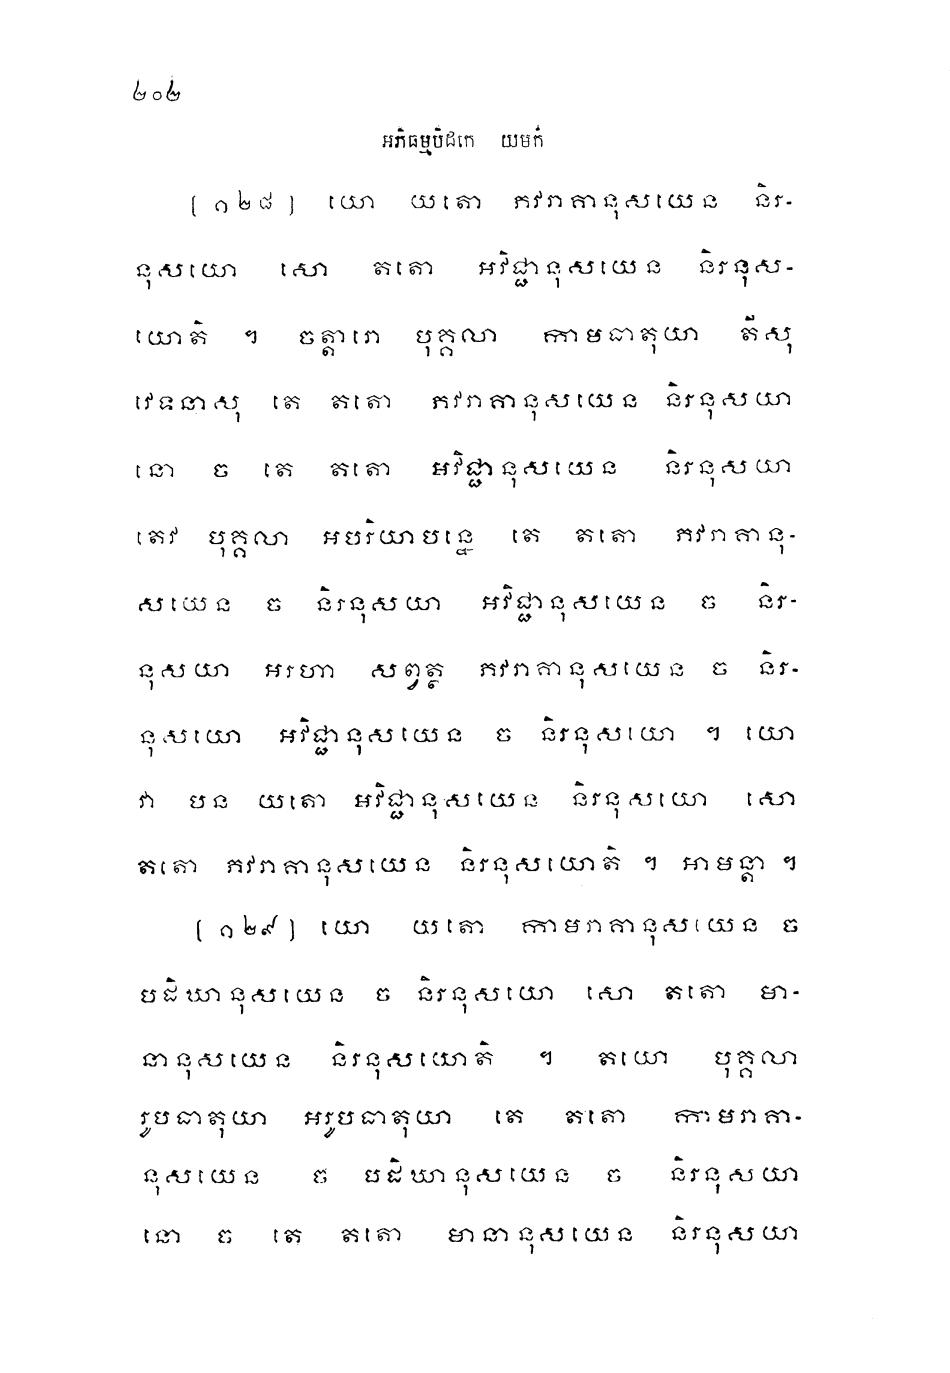 ២០២
អភិធម្មបិដកេ យមកំ
[ ១២៨ ] យោ យតោ ភវរាគានុសយេន និរ-
នុសយោ សោ តតោ អវិជ្ជានុសយេន និរនុស-
យោតិ ។ ចត្តារោ បុគ្គលា កាមធាតុយា តីសុ
វេទនាសុ តេ តតោ ភវរាគានុសយេន និរនុសយា
នោ ច តេ តតោ អវិជ្ជានុសយេន និរនុសយា
តេវ បុគ្គលា អបរិយាបន្នេ តេ តតោ ភវរាគានុ-
សយេន ច និរនុសយា អវិជ្ជានុសយេន ច និរ-
នុសយា អរហា សព្វត្ថ ភវរាគានុសយេន ច និរ-
នុសយោ អវិជ្ជានុសយេន ច និរនុសយោ ។ យោ
វា បន យតោ អវិជ្ជានុសយេន និរនុសយោ សោ
តតោ ភវរាគានុសយេន និរនុសយោតិ ។ អាមន្តា ។
[ ១២៩ ] យោ យតោ កាមរាគានុសយេន ច
បដិឃានុសយេន ច និរនុសយោ សោ តតោ មា-
នានុសយេន និរនុសយោតិ ។ តយោ បុគ្គលា
រូបធាតុយា អរូបធាតុយា តេ តតោ កាមរាគា-
នុសយេន ច បដិឃានុសយេន ច និរនុសយា
នោ ច តេ តតោ មានានុសយេន និរនុសយា